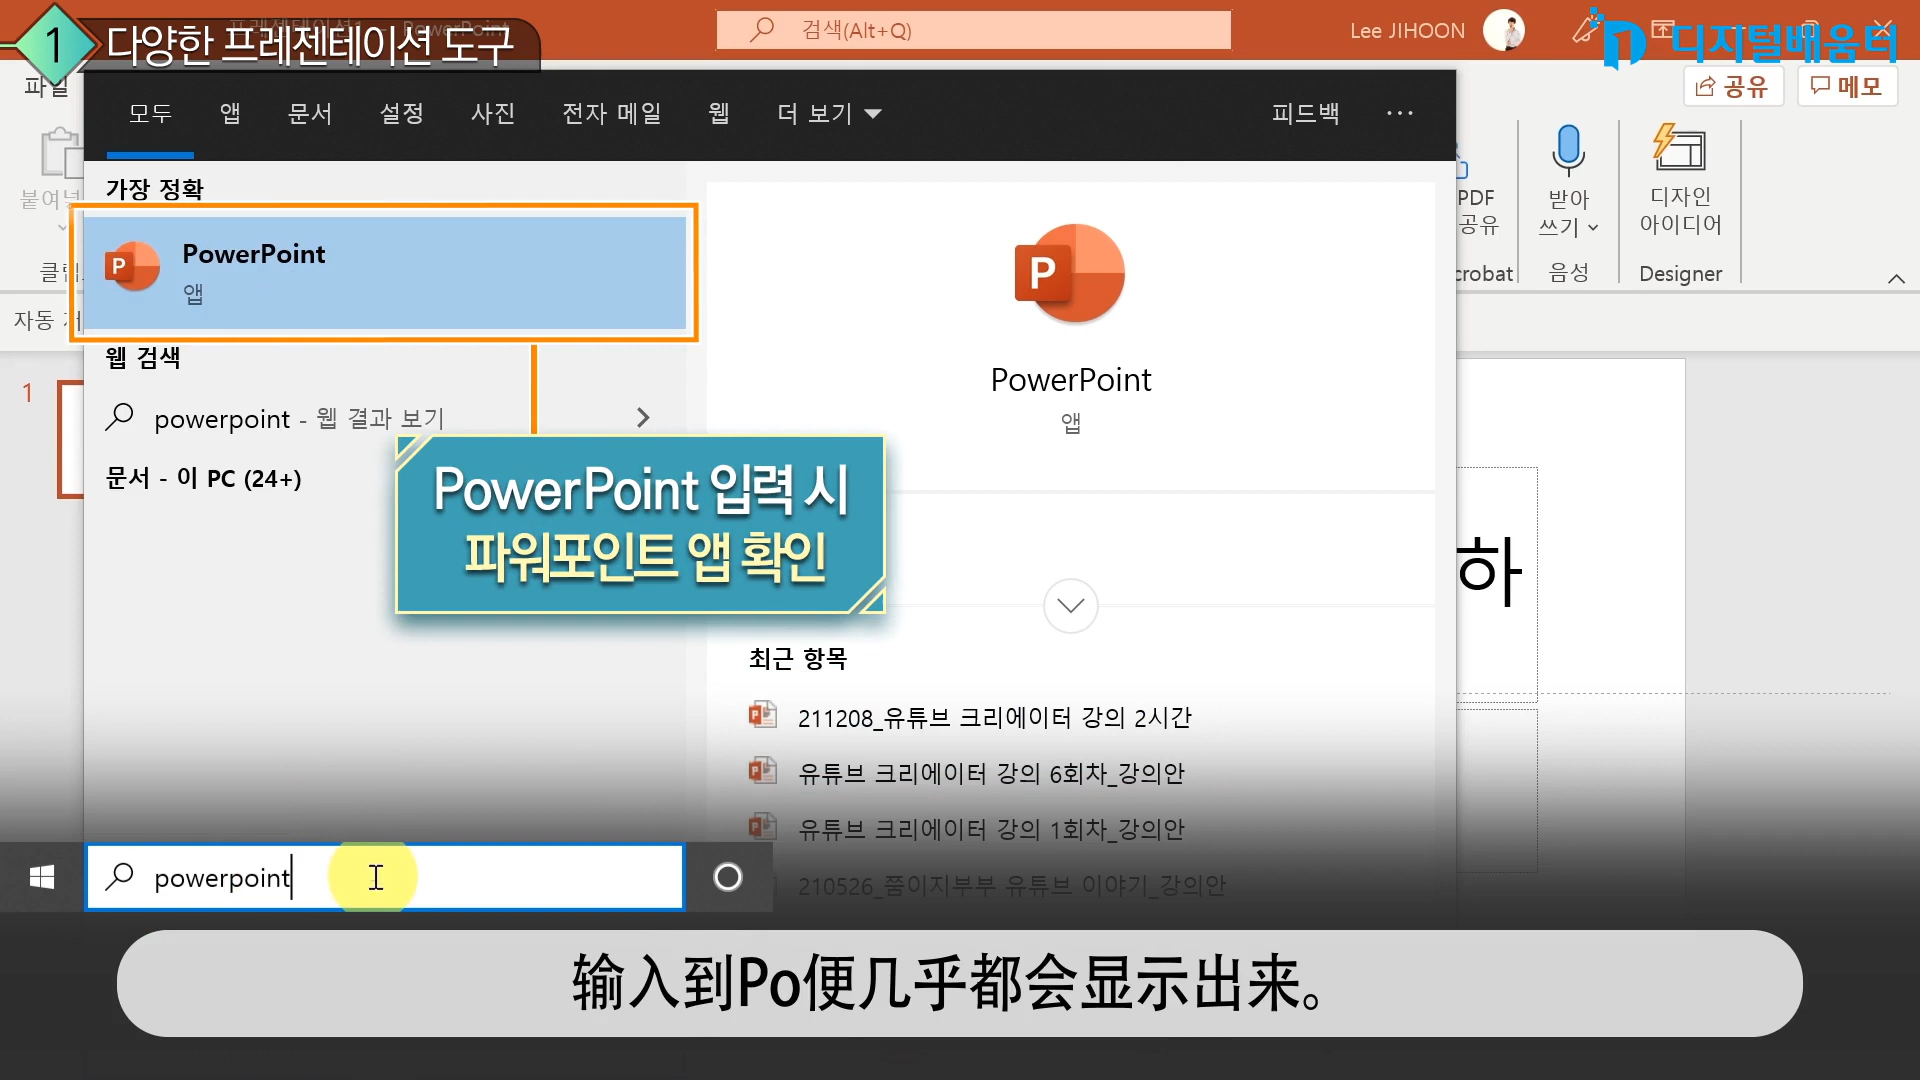 1 다양한 프레젠테이션 도구
검색(Alt+Q)
Lee JIHOON
디지털배움터
파일
공유
메모
모두 앱 문서 설정 사진 전자 메일 웹 더 보기
피드백 ...
PDF
공유
받아
쓰기
디자인
아이디어
음성
Designer
자동
가장 정확
PowerPoint
앱
웹 검색
powerpoint - 웹 결과 보기
문서 - 이 PC (24+)
PowerPoint
앱
PowerPoint 입력 시
파워포인트 앱 확인
1
하
최근 항목
211208_유튜브 크리에이터 강의 2시간
유튜브 크리에이터 강의 6회차_강의안
유튜브 크리에이터 강의 1회차_강의안
210526_쭘이지부부 유튜브 이야기_강의안
powerpoint
输入到Po便几乎都会显示出来。